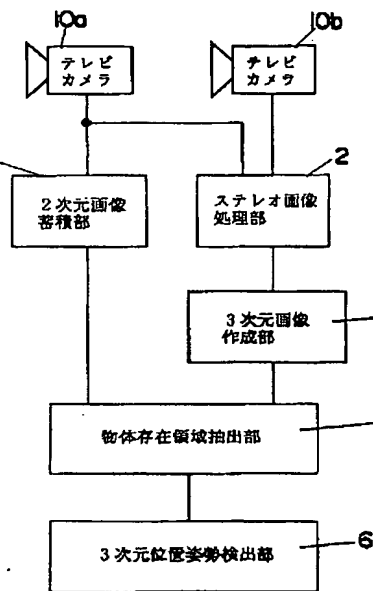 10a
10b
テレビ
カメラ
テレビ
カメラ
2
2次元画像
蓄積部
ステレオ画像
処理部
3次元画像
作成部
物体存在領域抽出部
3次元位置姿勢検出部
6